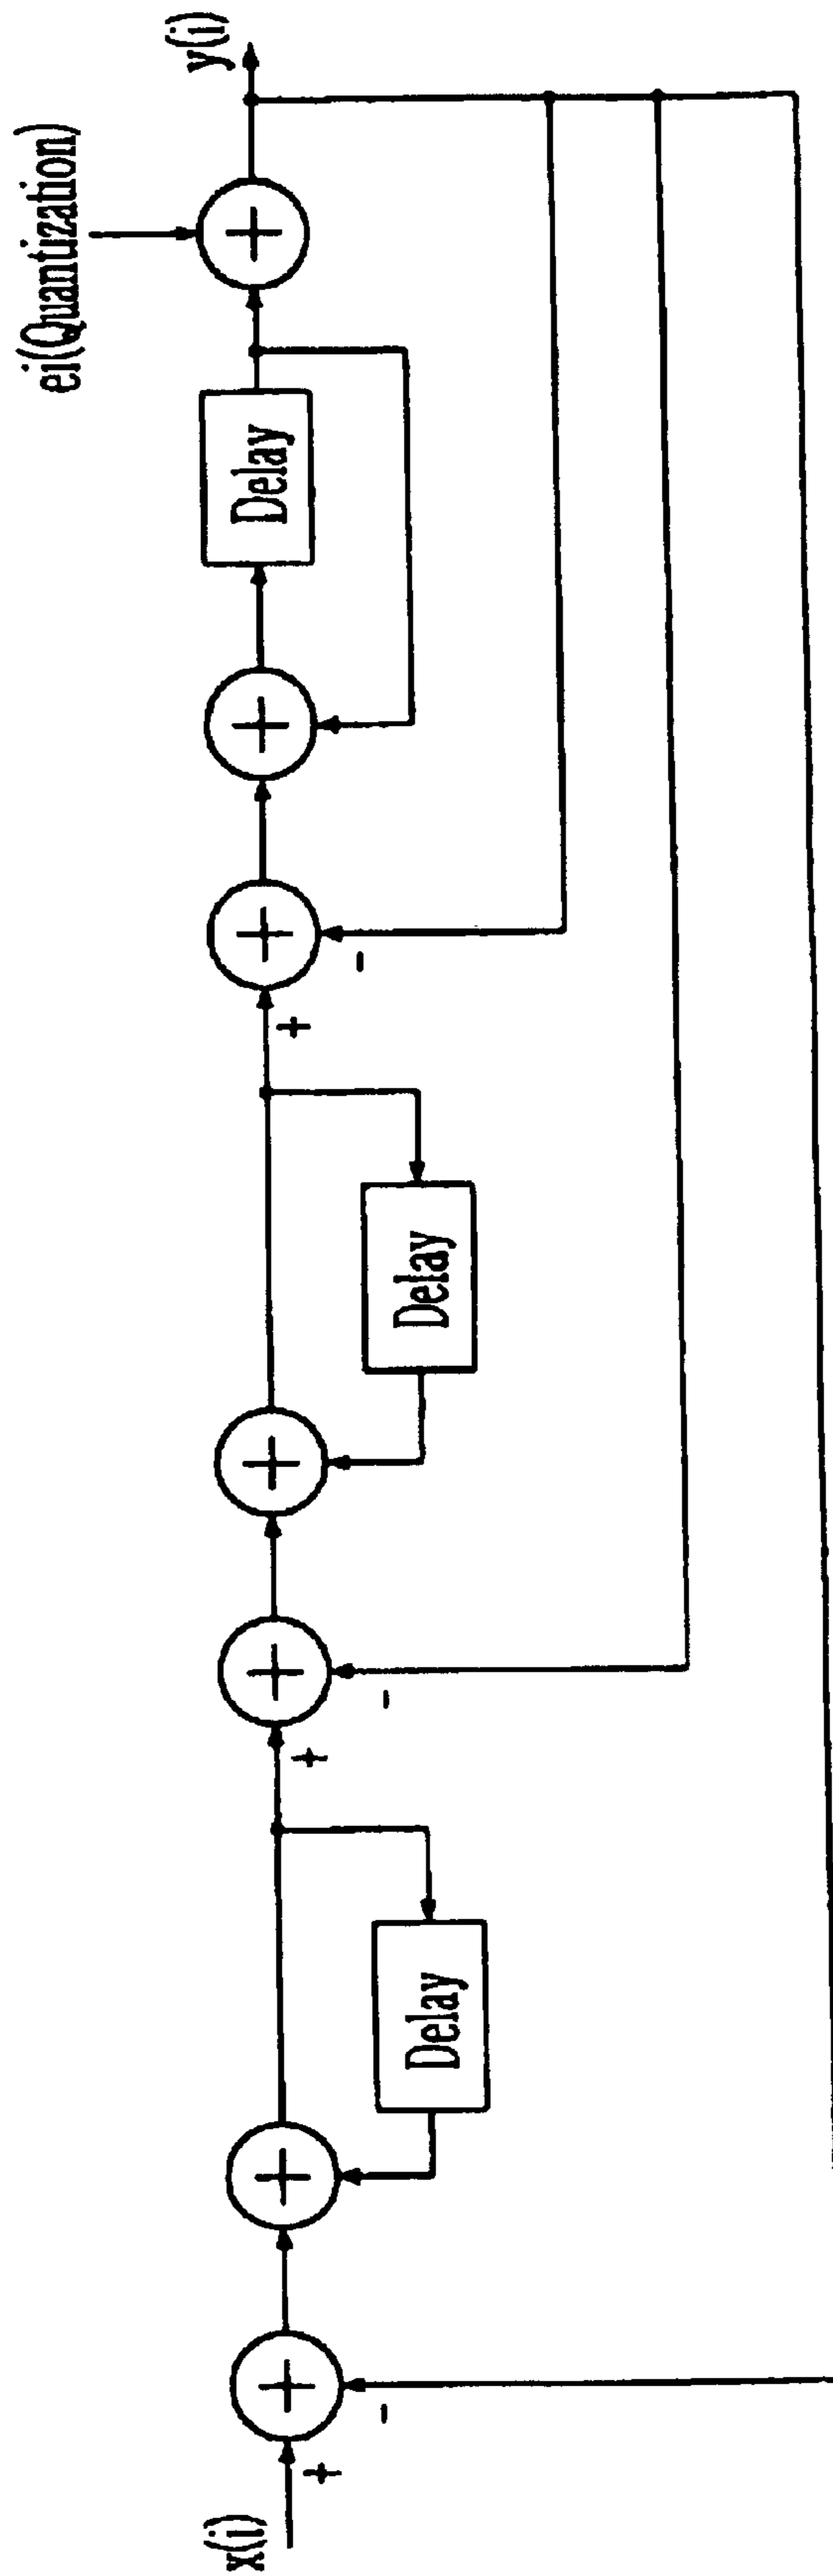 x(i)
+
-
+
Delay
+
+
-
+
Delay
+
+
-
+
Delay
+
ei(Quantization)
+
y(i)